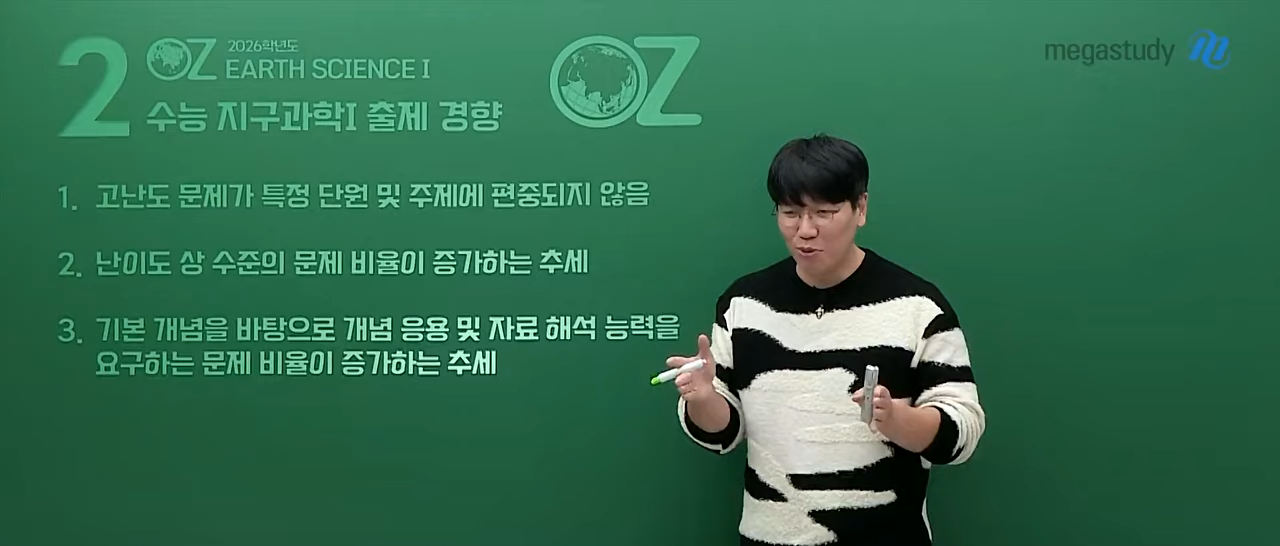 2
OZ
2026학년도
EARTH SCIENCE I
수능 지구과학I 출제 경향
OZ
megastudy
1. 고난도 문제가 특정 단원 및 주제에 편중되지 않음
2. 난이도 상 수준의 문제 비율이 증가하는 추세
3. 기본 개념을 바탕으로 개념 응용 및 자료 해석 능력을
요구하는 문제 비율이 증가하는 추세